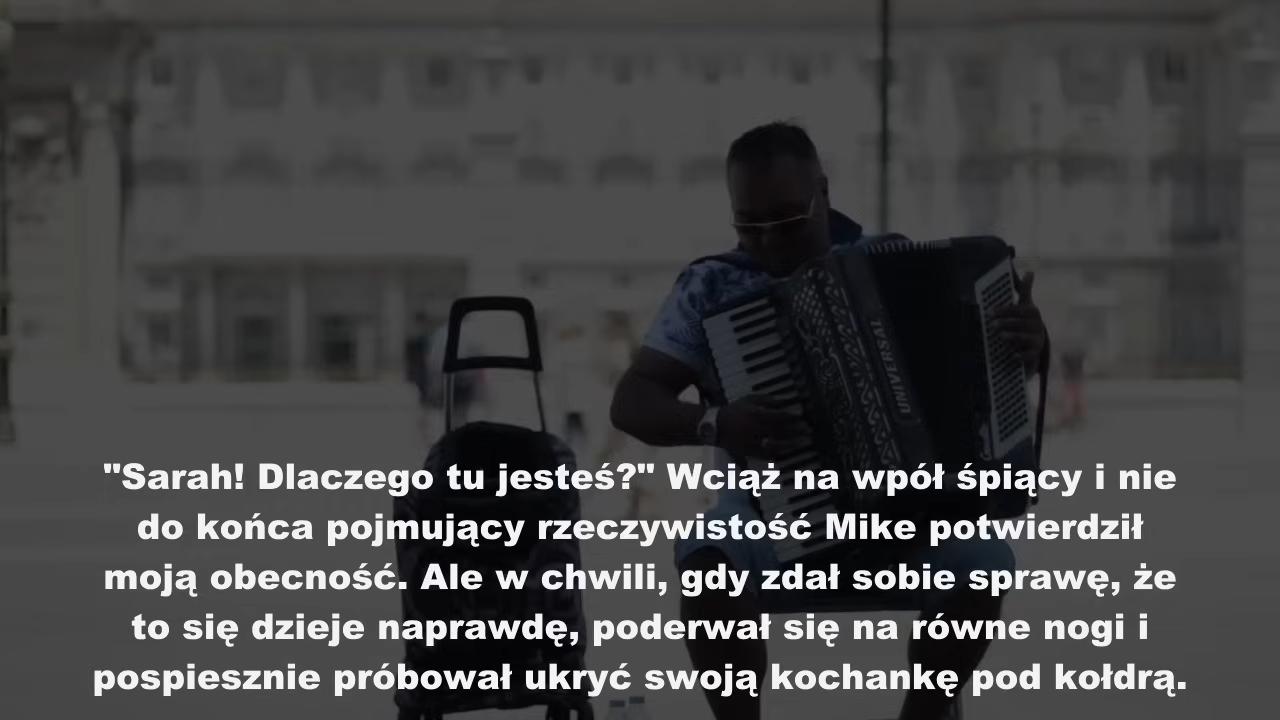 UNIVERSAL
"Sarah! Dlaczego tu jesteś?" Wciąż na wpół śpiący i nie
do końca pojmujący rzeczywistość Mike potwierdził
moją obecność. Ale w chwili, gdy zdał sobie sprawę, że
to się dzieje naprawdę, poderwał się na równe nogi i
pospiesznie próbował ukryć swoją kochankę pod kołdrą.